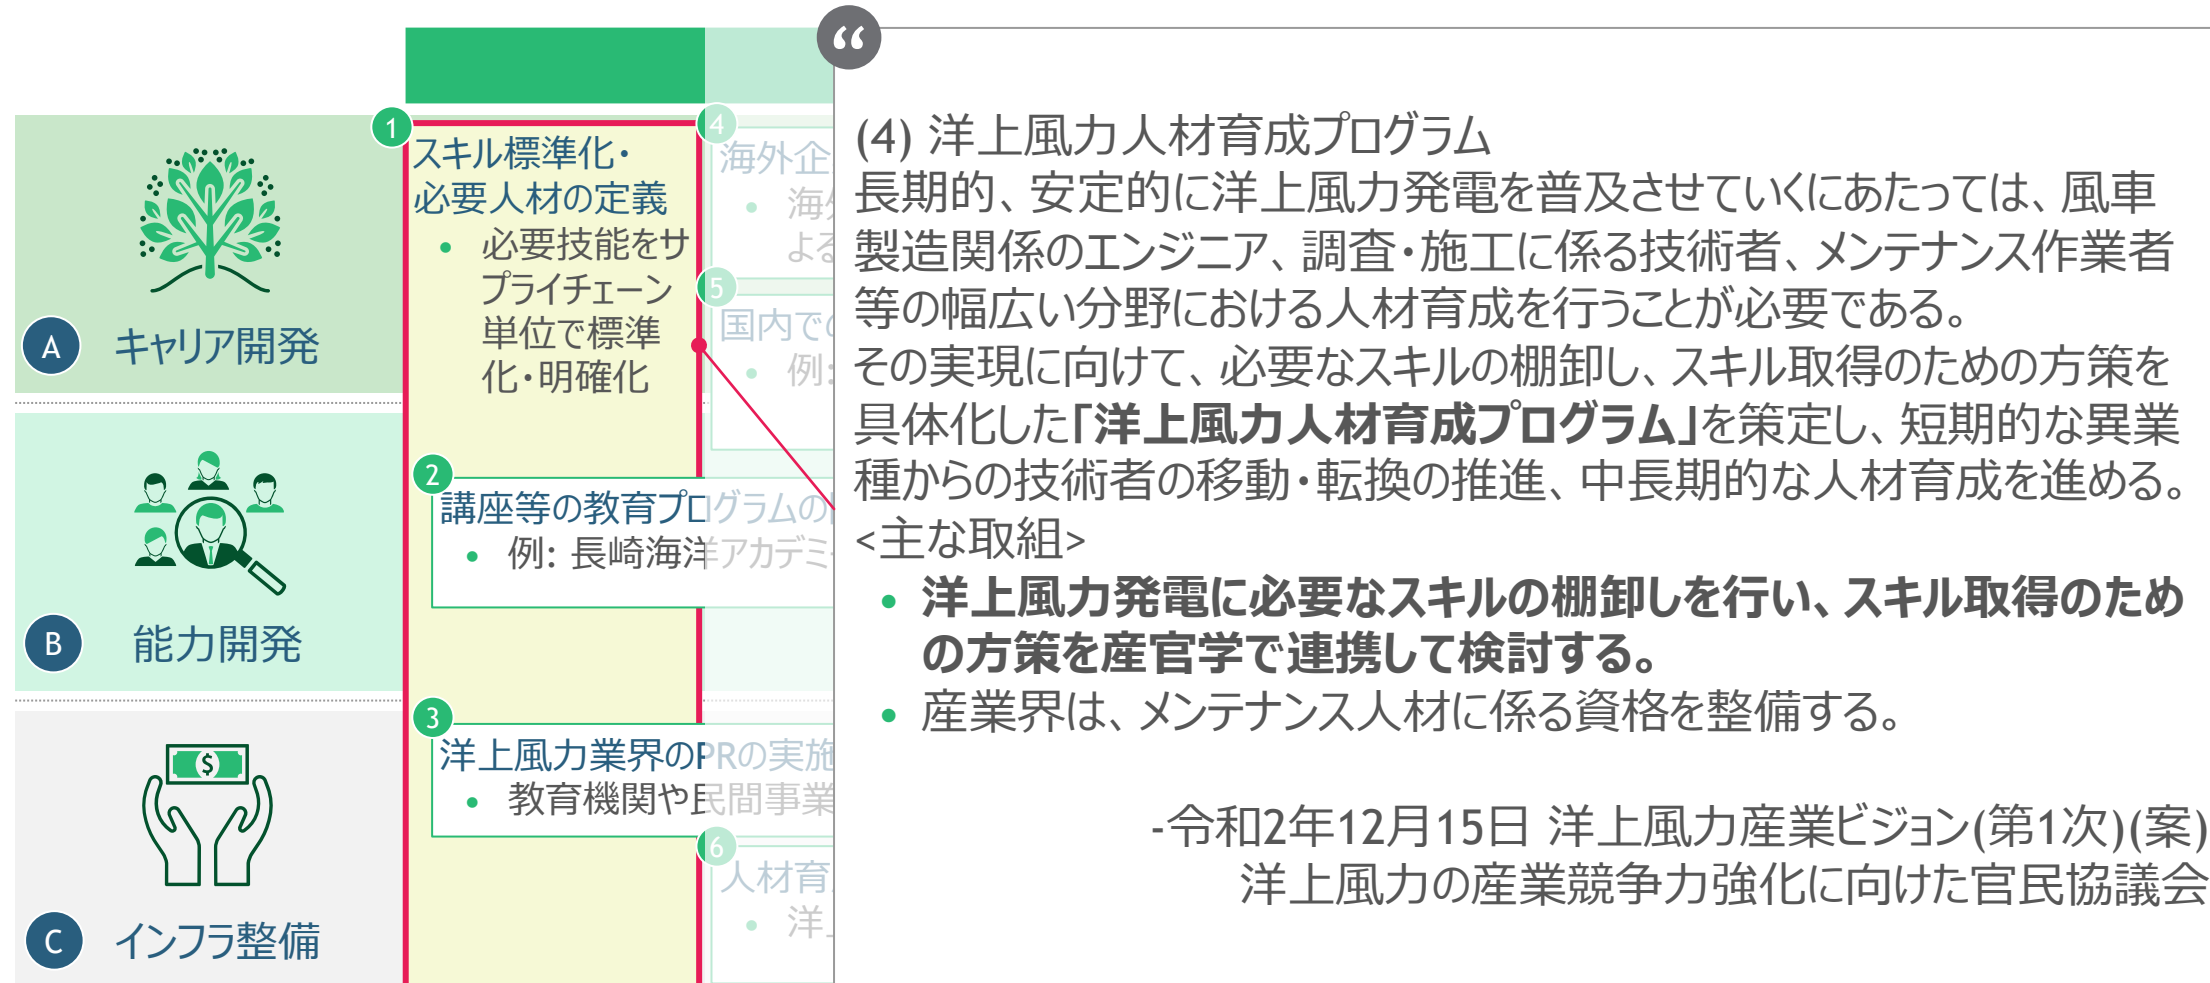 A
キャリア開発
B
能力開発
C
インフラ整備
1
スキル標準化・
必要人材の定義
• 必要技能をサ
プライチェーン
単位で標準
化・明確化
2
講座等の教育プログラムの
• 例: 長崎海洋アカデミー
3
洋上風力業界のPRの実施
• 教育機関や民間事業
4
海外企
• 海外
よる
5
国内での
• 例:
6
人材育
• 洋上
“
(4) 洋上風力人材育成プログラム
長期的、安定的に洋上風力発電を普及させていくにあたっては、風車
製造関係のエンジニア、調査・施工に係る技術者、メンテナンス作業者
等の幅広い分野における人材育成を行うことが必要である。
その実現に向けて、必要なスキルの棚卸し、スキル取得のための方策を
具体化した「洋上風力人材育成プログラム」を策定し、短期的な異業
種からの技術者の移動・転換の推進、中長期的な人材育成を進める。
<主な取組>
• 洋上風力発電に必要なスキルの棚卸しを行い、スキル取得のため
の方策を産官学で連携して検討する。
• 産業界は、メンテナンス人材に係る資格を整備する。
-令和2年12月15日 洋上風力産業ビジョン(第1次)(案)
洋上風力の産業競争力強化に向けた官民協議会